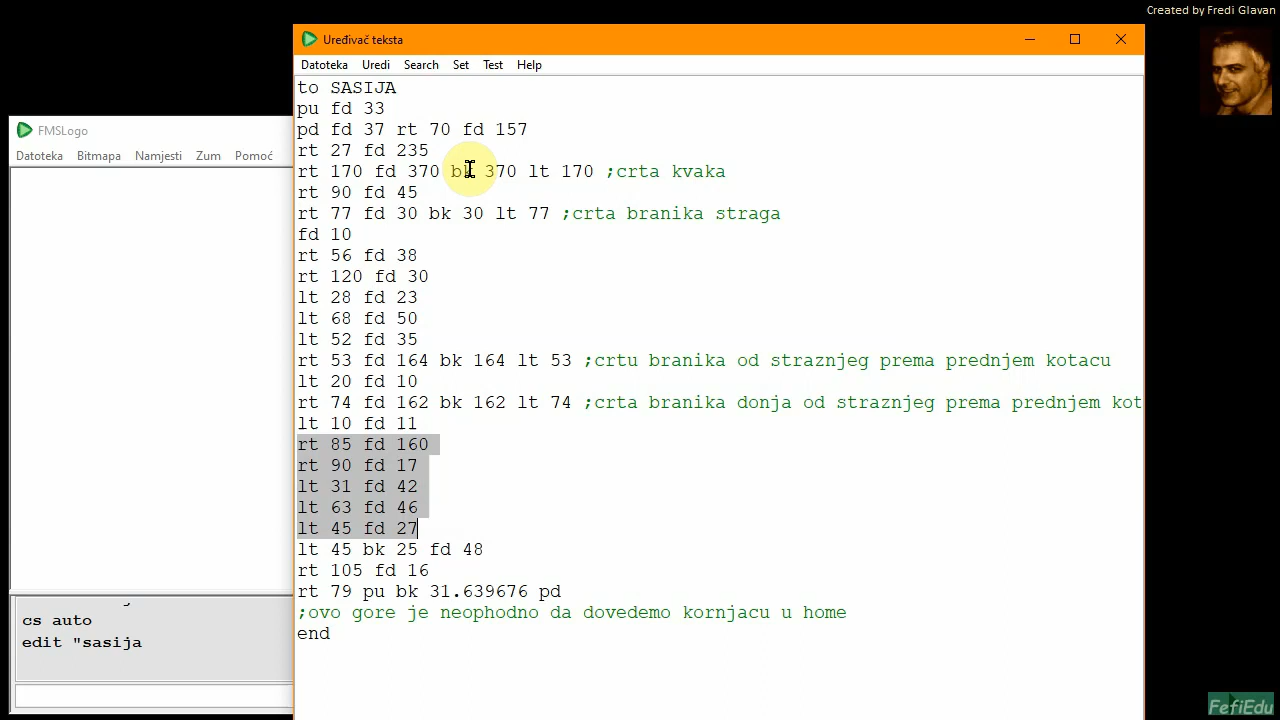 Created by Fredi Glavan
Uređivač teksta
Datoteka Uredi Search Set Test Help
to SASIJA
pu fd 33
pd fd 37 rt 70 fd 157
rt 27 fd 235
rt 170 fd 370 bk 370 lt 170 ;crta kvaka
rt 90 fd 45
rt 77 fd 30 bk 30 lt 77 ;crta branika straga
fd 10
rt 56 fd 38
rt 120 fd 30
lt 28 fd 23
lt 68 fd 50
lt 52 fd 35
rt 53 fd 164 bk 164 lt 53 ;crtu branika od straznjeg prema prednjem kotacu
lt 20 fd 10
rt 74 fd 162 bk 162 lt 74 ;crta branika donja od straznjeg prema prednjem kot
lt 10 fd 11
rt 85 fd 160
rt 90 fd 17
lt 31 fd 42
lt 63 fd 46
lt 45 fd 27
lt 45 bk 25 fd 48
rt 105 fd 16
rt 79 pu bk 31.639676 pd
;ovo gore je neophodno da dovedemo kornjacu u home
end
FMSLogo
Datoteka Bitmapa Namjesti Zum Pomoć
cs auto
edit "sasija
FefiEdu